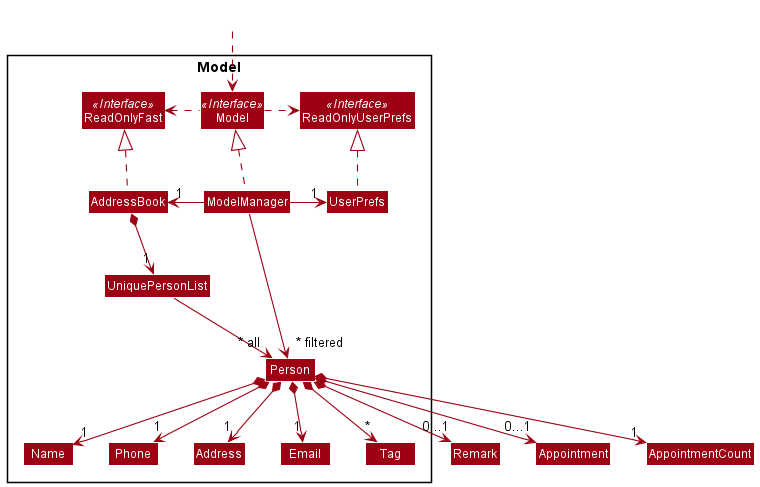 Model
«Interface»
ReadOnlyFast
«Interface»
Model
«Interface»
ReadOnlyUserPrefs
AddressBook
1
ModelManager
1
UserPrefs
1
UniquePersonList
* all
* filtered
Person
1
1
1
1
*
0...1
0...1
1
Name
Phone
Address
Email
Tag
Remark
Appointment
AppointmentCount